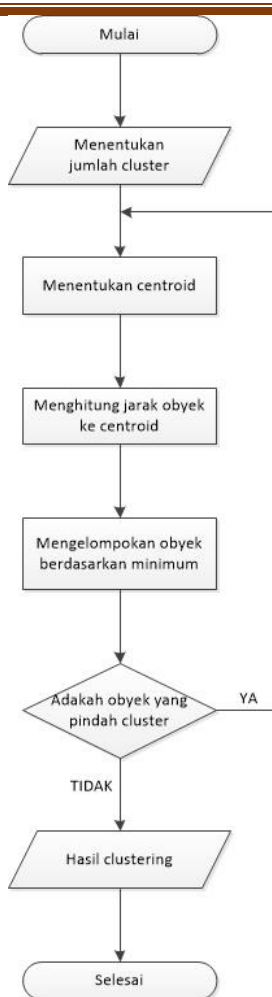 Mulai
Menentukan
jumlah cluster
Menentukan centroid
Menghitung jarak obyek
ke centroid
Mengelompokan obyek
berdasarkan minimum
Adakah obyek yang
pindah cluster
YA
TIDAK
Hasil clustering
Selesai